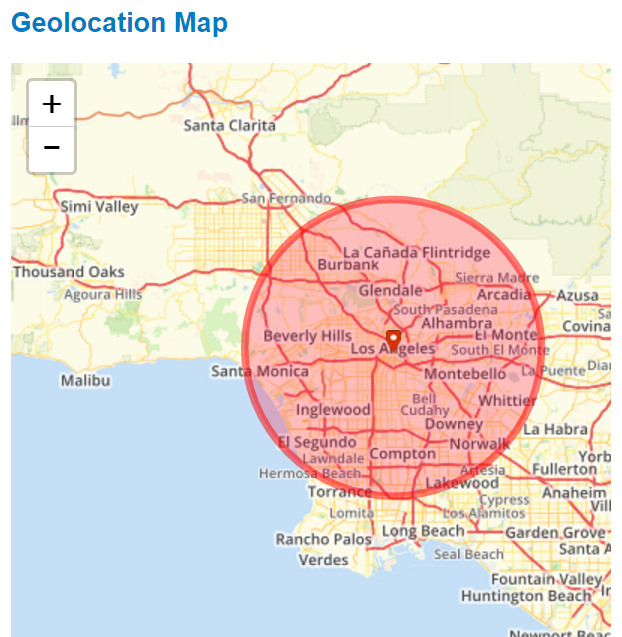 Geolocation Map
+
−
Santa Clarita
San Fernando
Simi Valley
La Cañada Flintridge
Burbank
Thousand Oaks
Sierra Madre
Glendale
Agoura Hills
Arcadia
Azusa
South Pasadena
Alhambra
Covina
Beverly Hills
El Monte
Los Angeles
South El Monte
Santa Monica
La Puente
Montebello
Malibu
Bell
Whittier
Inglewood
Cudahy
Downey
La Habra
El Segundo
Norwalk
Compton
Lawndale
Hermosa Beach
Artesia
Fullerton
Lakewood
Torrance
Anaheim
Cypress
Lomita
Los Alamitos
Long Beach
Garden Grove
Rancho Palos
Verdes
Seal Beach
Santa A
Fountain Valley
Huntington Beach
Newport Beach